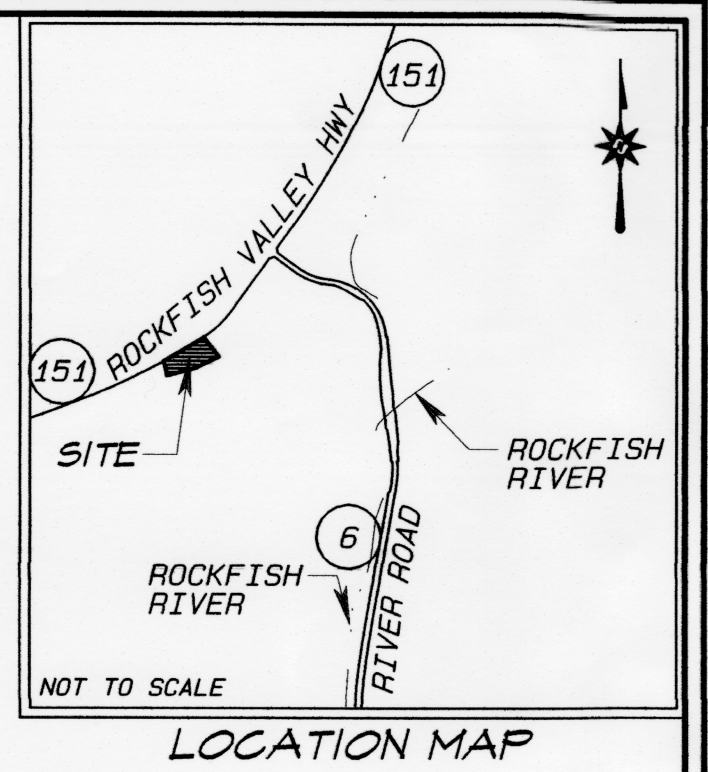 151
N
ROCKFISH VALLEY HWY
151
SITE
ROCKFISH
RIVER
6
ROCKFISH
RIVER
RIVER ROAD
NOT TO SCALE
LOCATION MAP